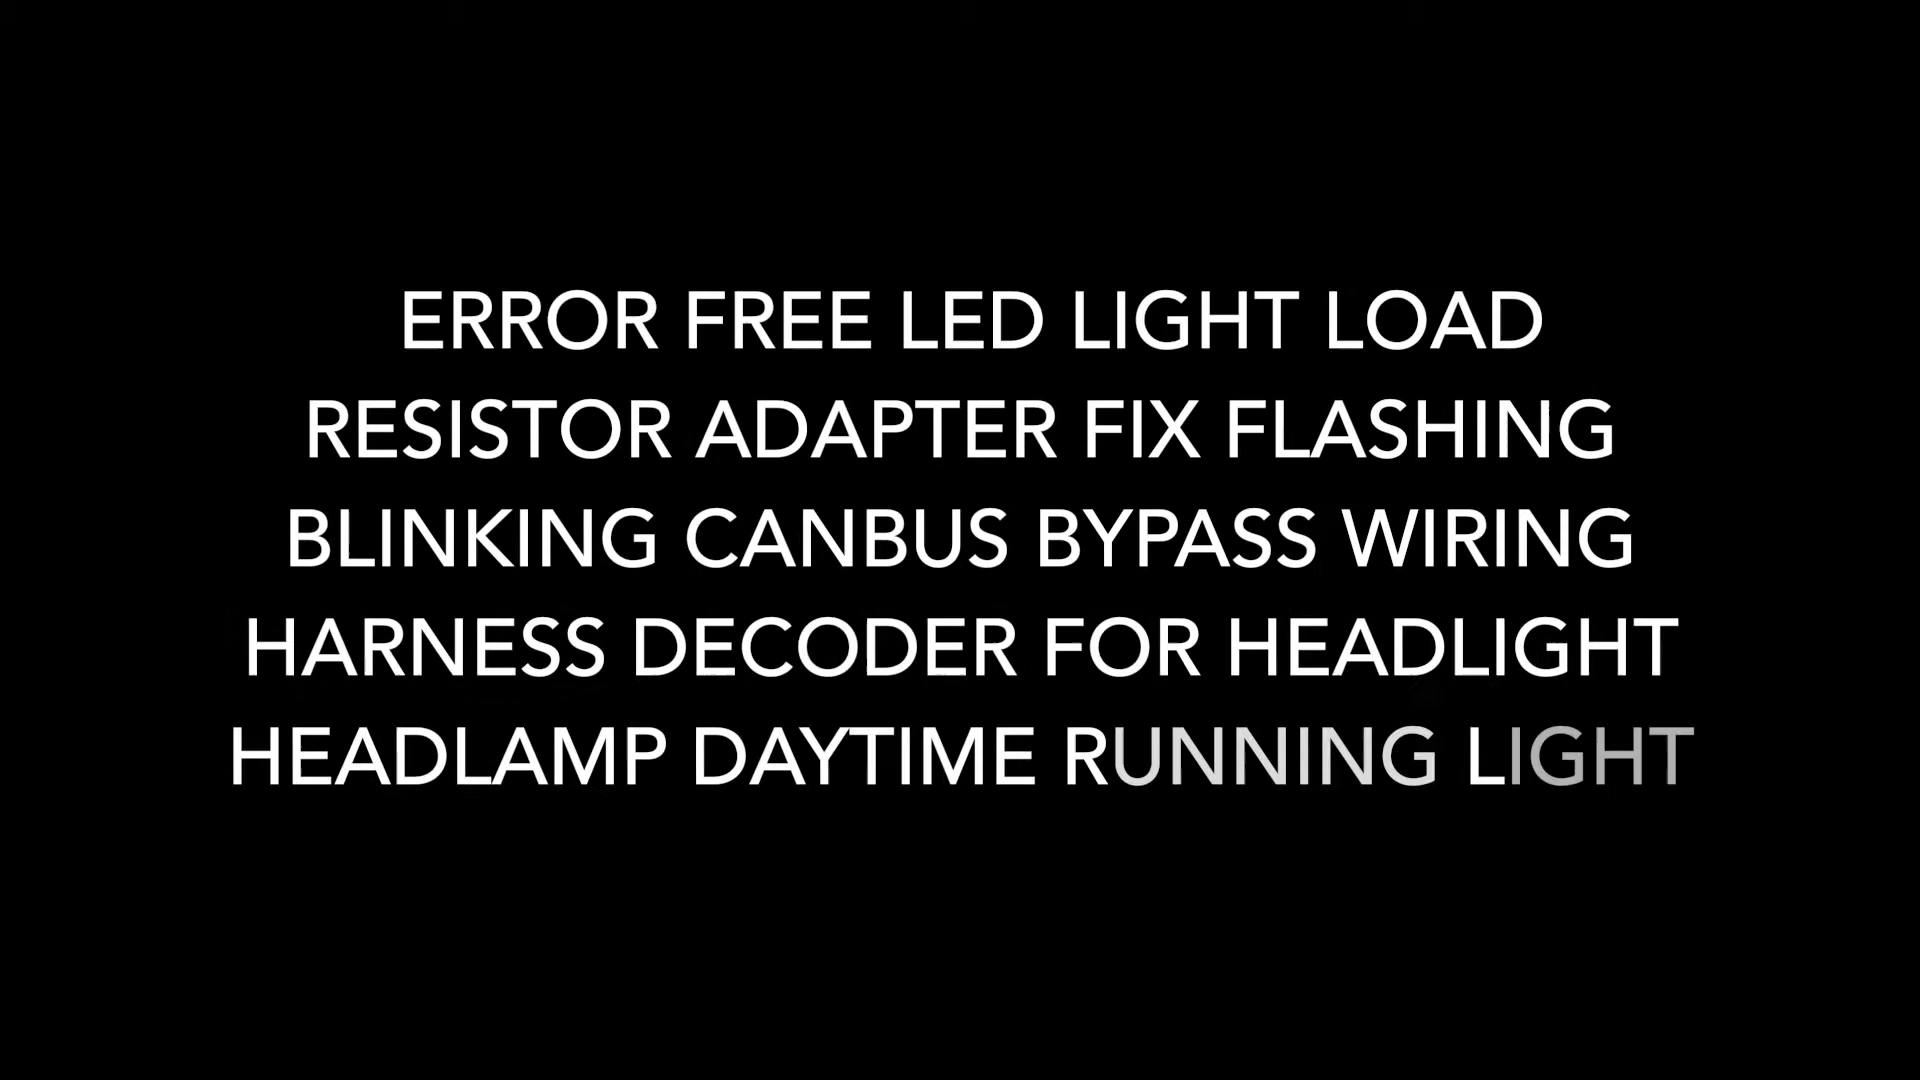 ERROR FREE LED LIGHT LOAD
RESISTOR ADAPTER FIX FLASHING
BLINKING CANBUS BYPASS WIRING
HARNESS DECODER FOR HEADLIGHT
HEADLAMP DAYTIME RUNNING LIGHT